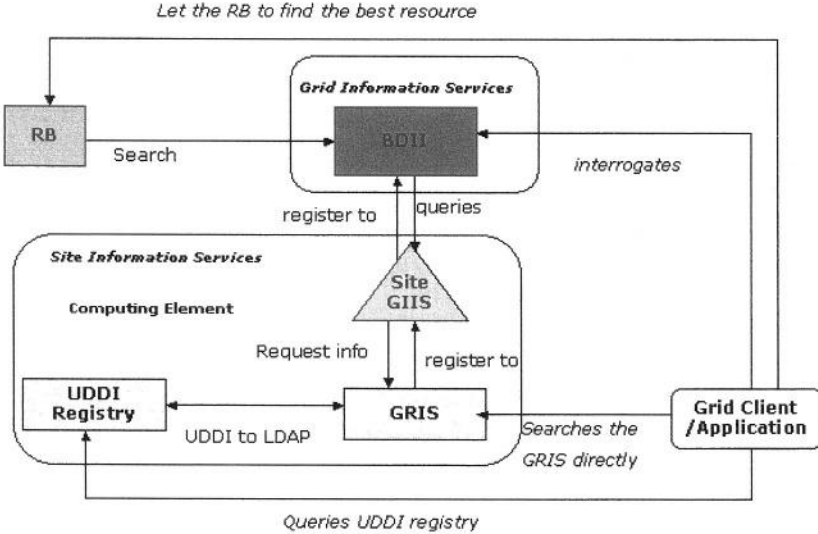 Let the RB to find the best resource
Grid Information Services
RB
BDII
Search
interrogates
register to
queries
Site Information Services
Site
GIIS
Computing Element
Request info
register to
UDDI
Registry
GRIS
Grid Client
/Application
UDDI to LDAP
Searches the
GRIS directly
Queries UDDI registry